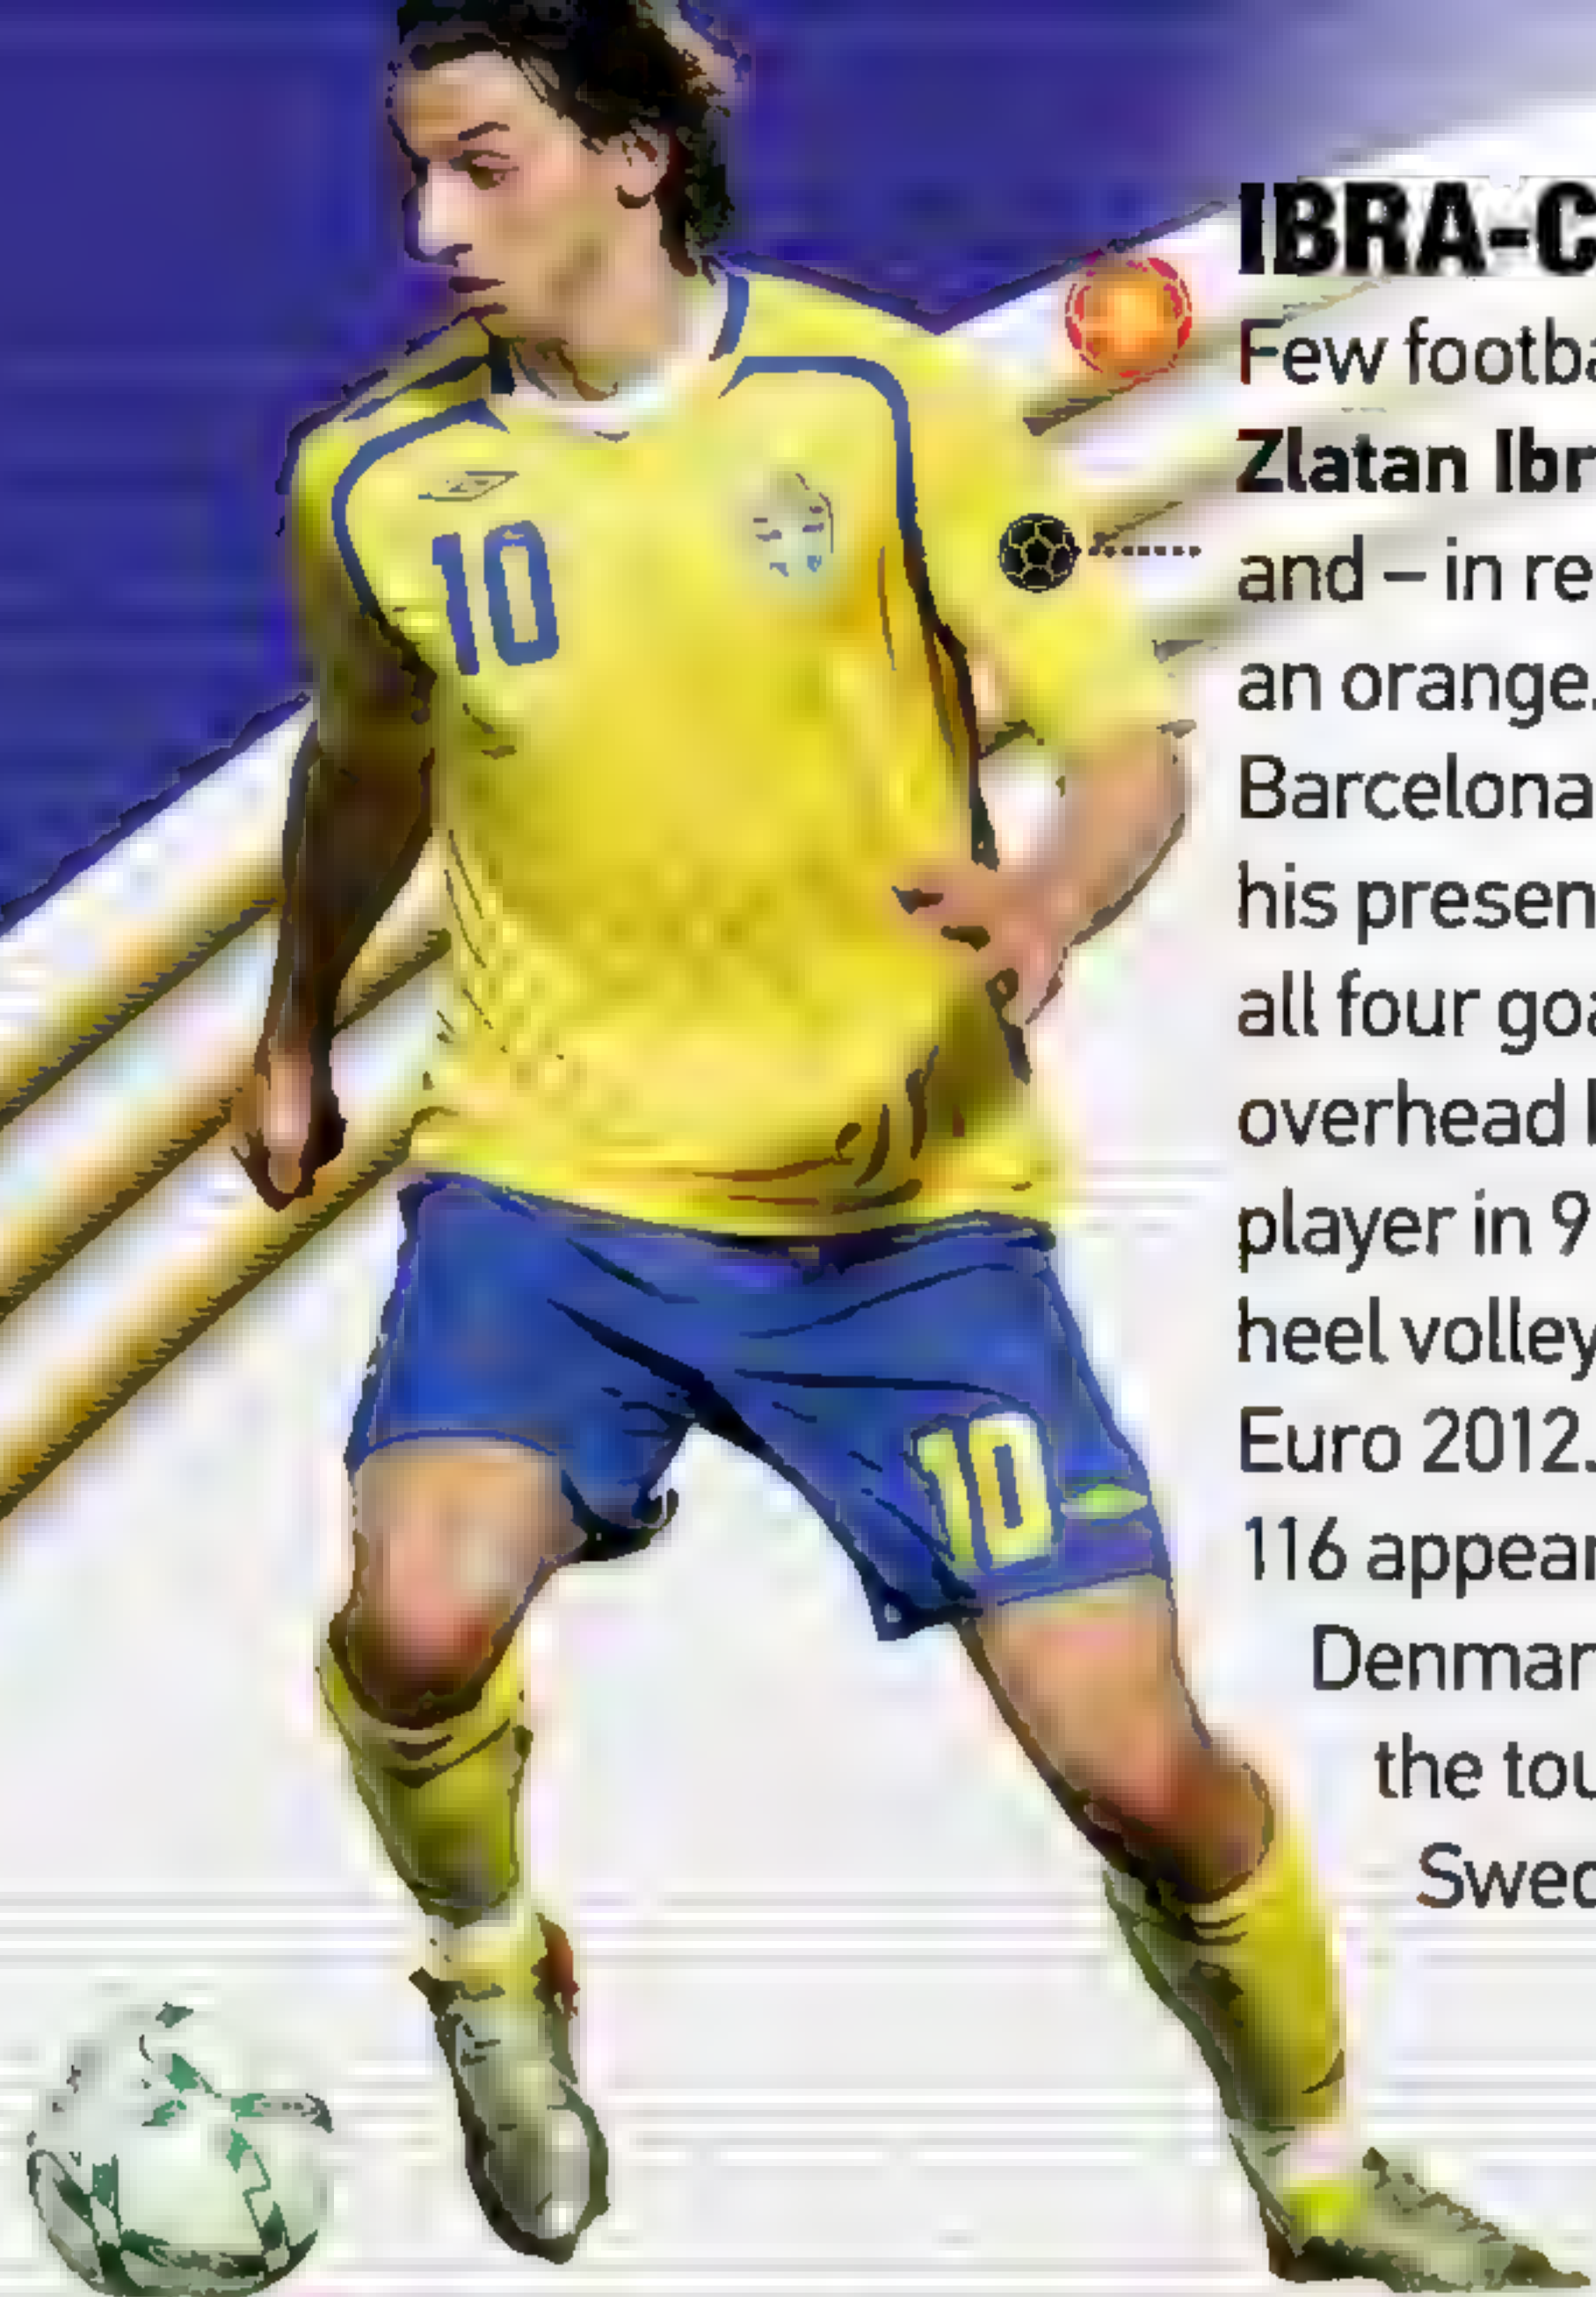 IBRA-C
Few footba
Zlatan Ibr
and – in re
an orange.
Barcelona
his presen
all four goa
overhead k
player in 9
heel volley
Euro 2012.
116 appear
Denmar
the tou
Swed
10
10